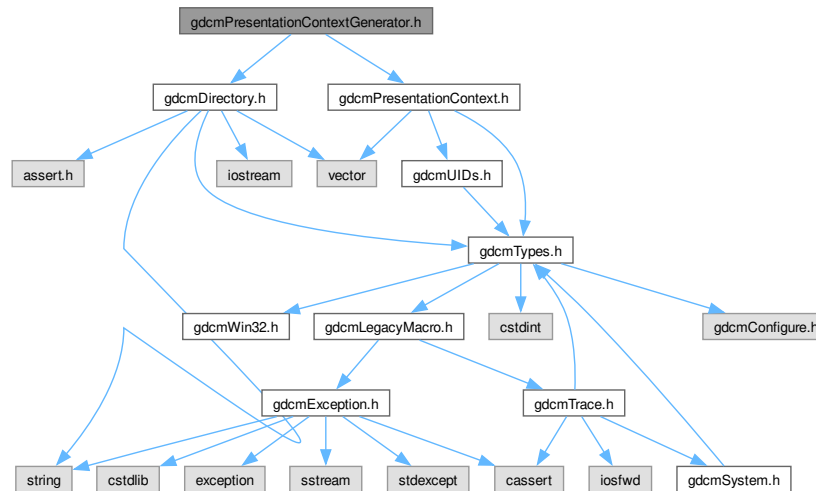 gdcmPresentationContextGenerator.h
gdcmDirectory.h
gdcmPresentationContext.h
assert.h
iostream
vector
gdcmUIDs.h
gdcmTypes.h
gdcmWin32.h
gdcmLegacyMacro.h
cstdint
gdcmConfigure.h
gdcmException.h
gdcmTrace.h
string
cstdlib
exception
sstream
stdexcept
cassert
iosfwd
gdcmSystem.h